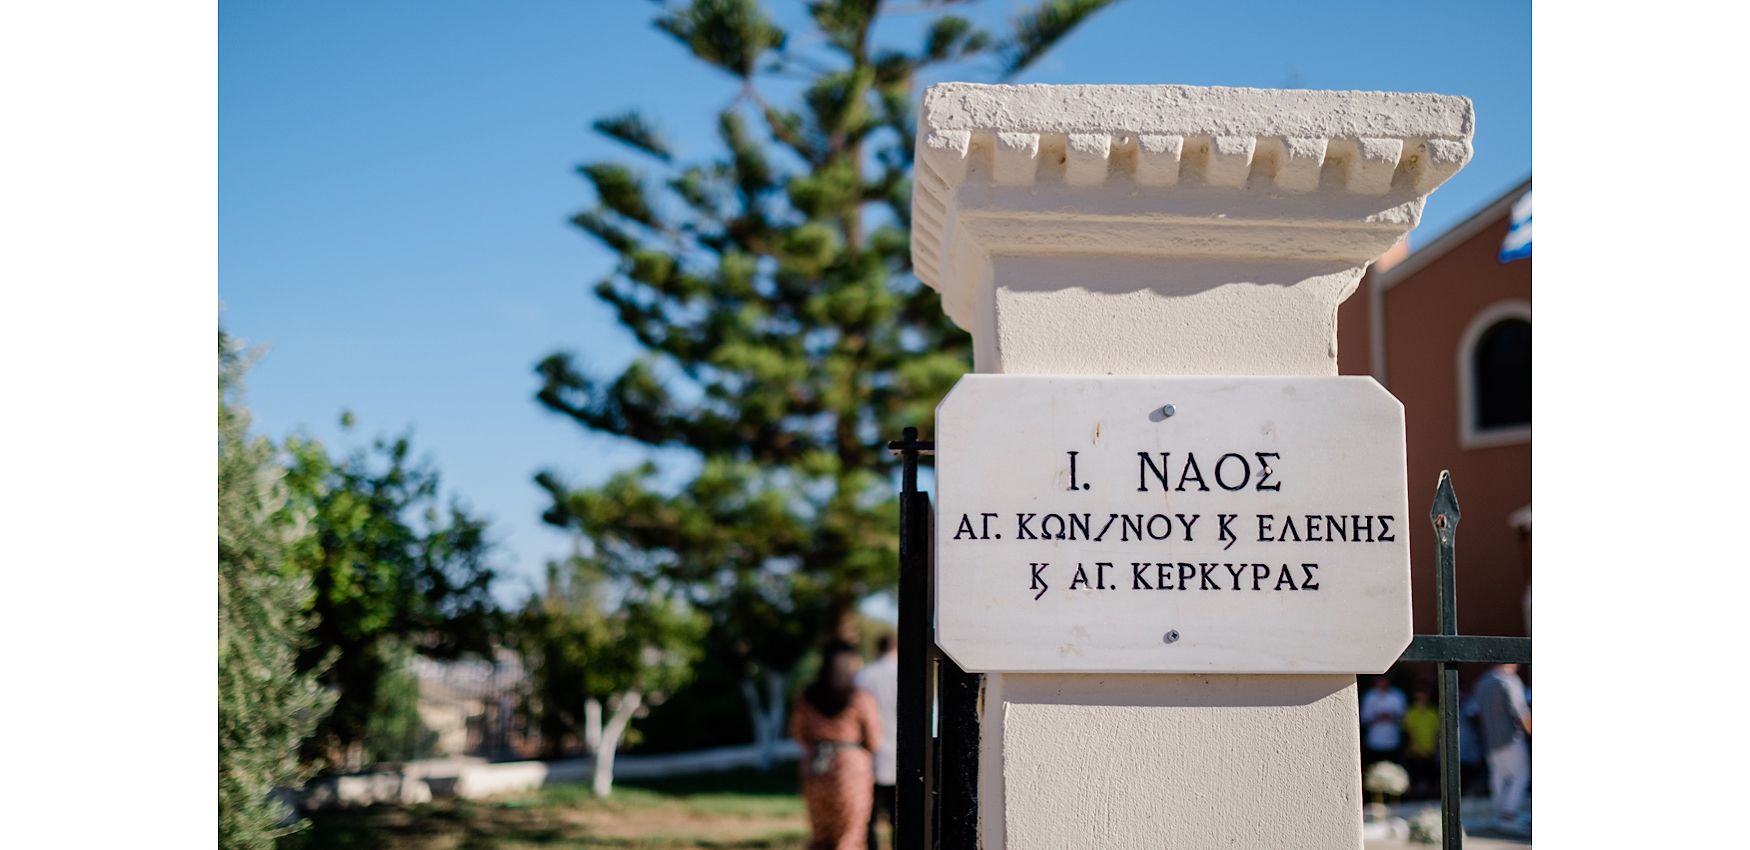 Ι. ΝΑΟΣ
ΑΓ. ΚΩΝ/ΝΟΥ Ϗ ΕΛΕΝΗΣ
Ϗ ΑΓ. ΚΕΡΚΥΡΑΣ